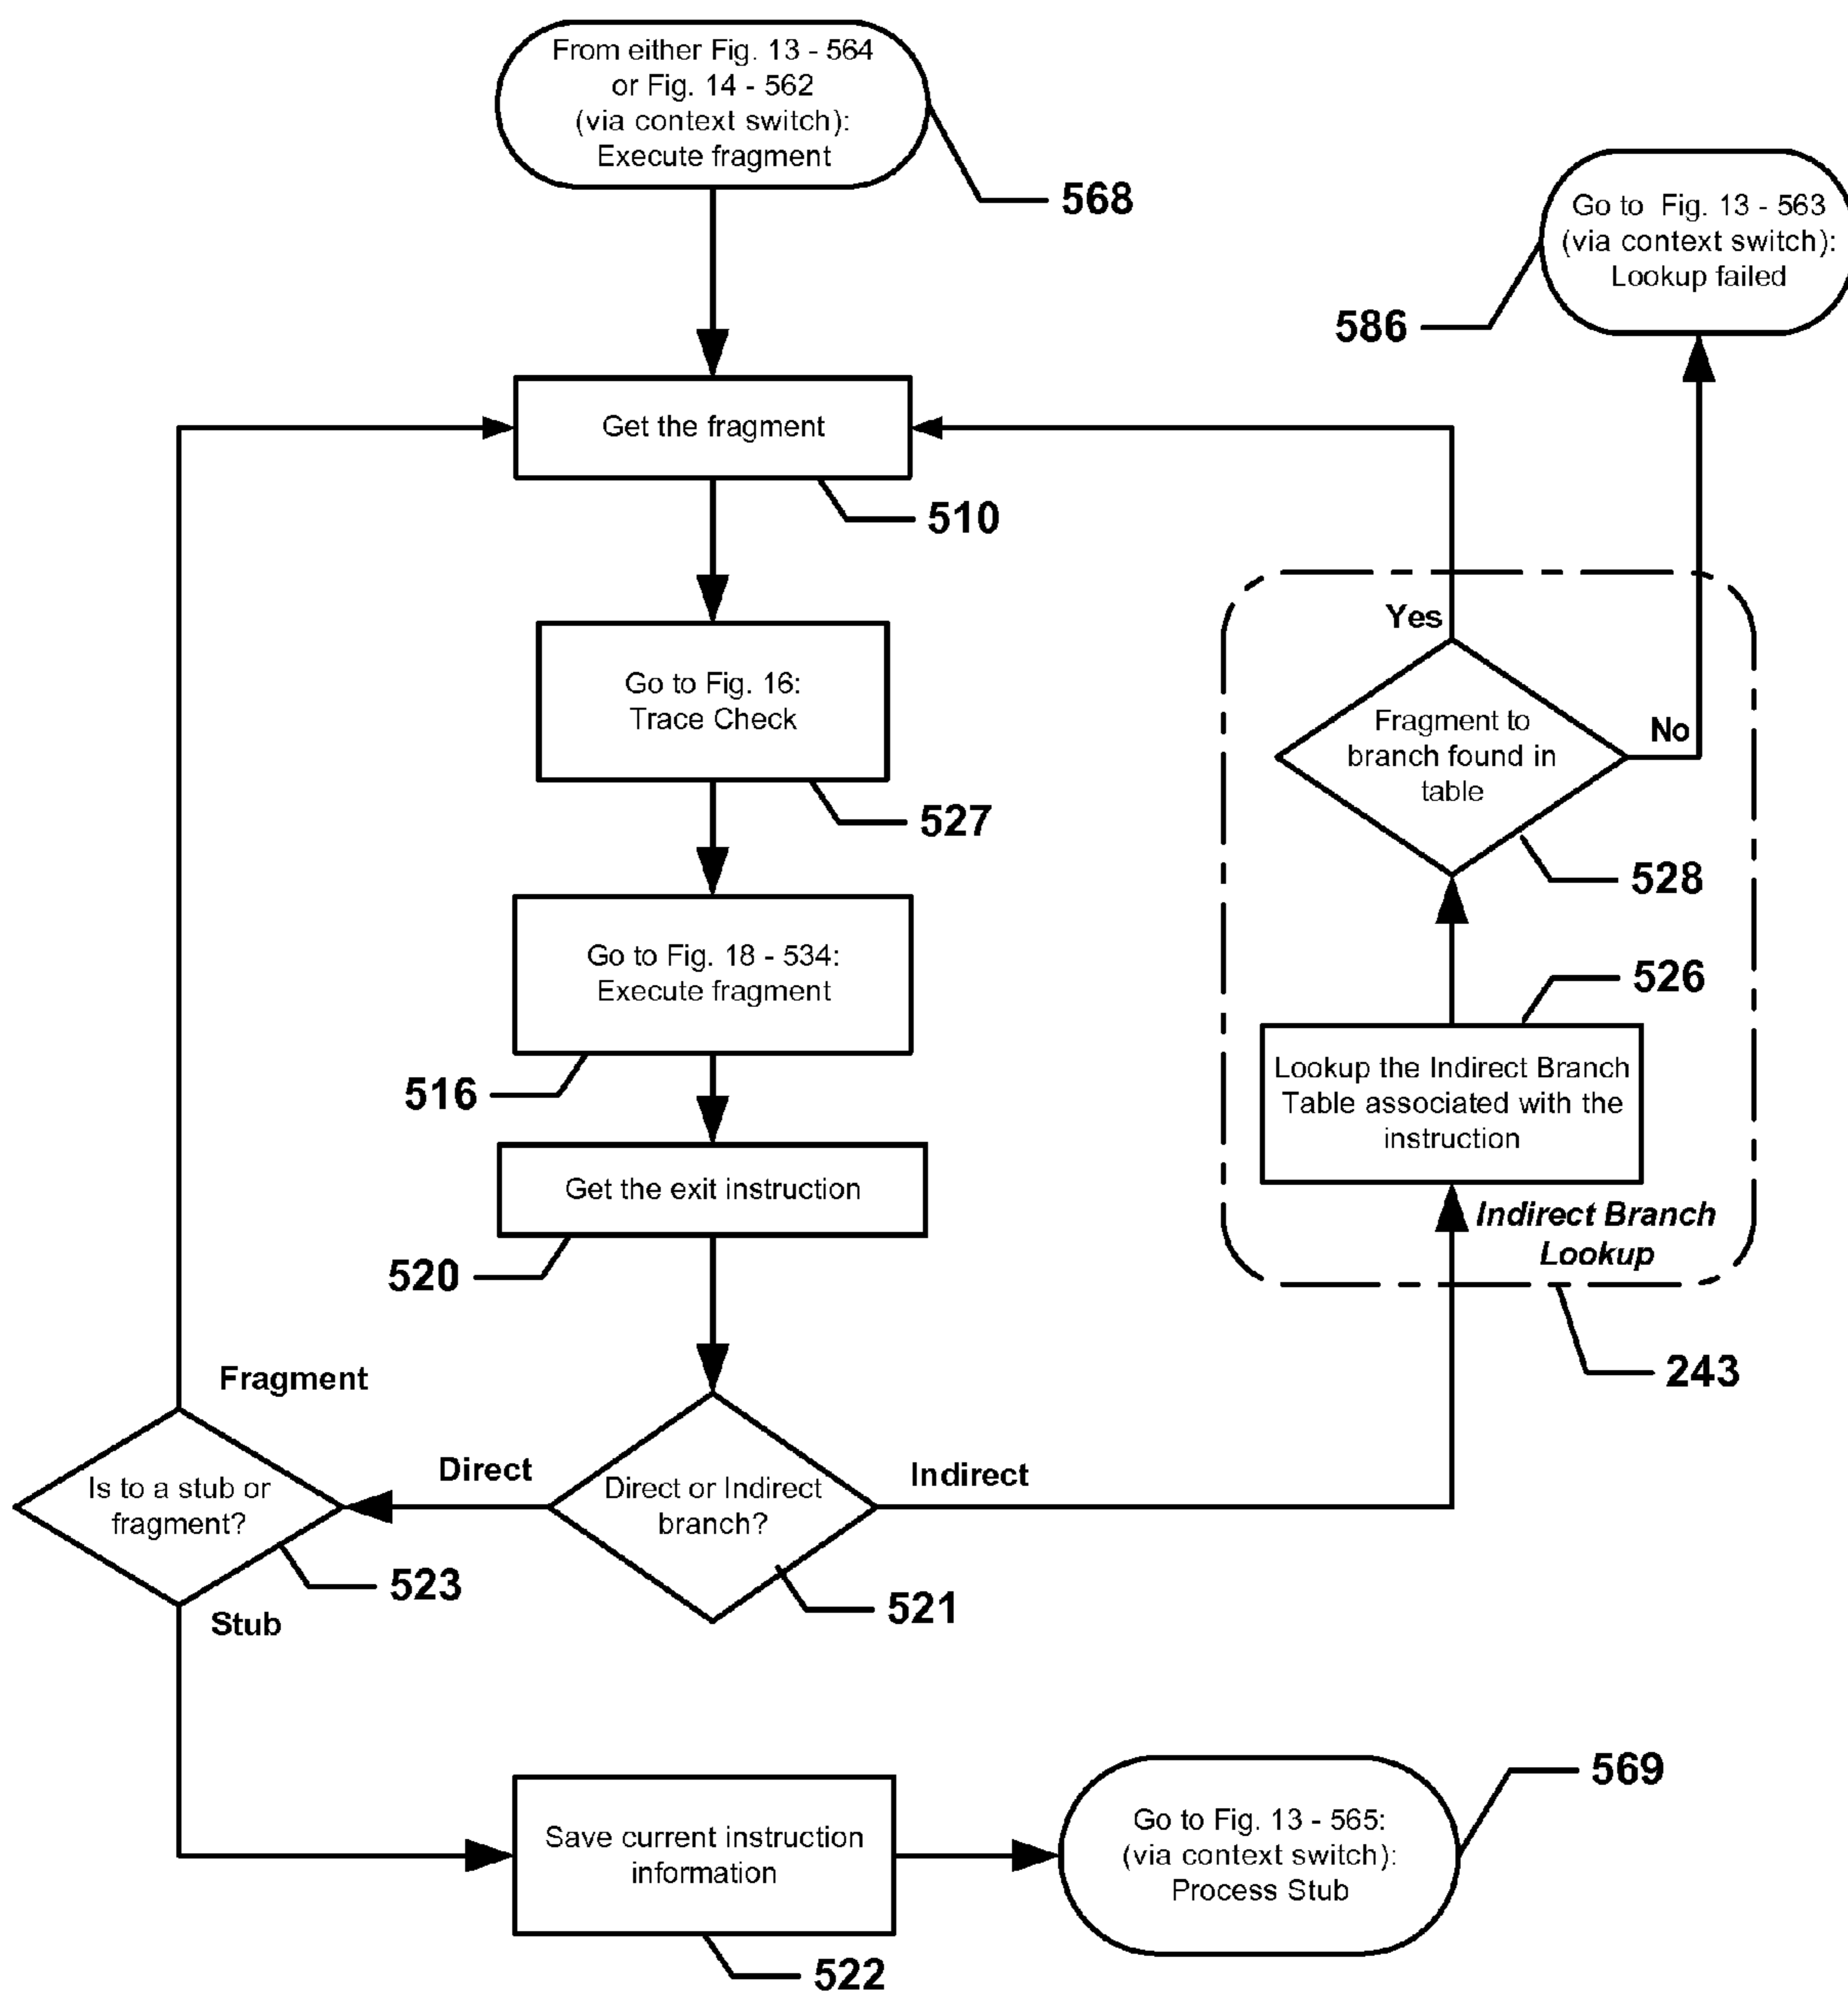 From either Fig. 13 - 564
or Fig. 14 - 562
(via context switch):
Execute fragment
568
Go to Fig. 13 - 563
(via context switch):
Lookup failed
586
Get the fragment
510
Go to Fig. 16:
Trace Check
527
Yes
Fragment to
branch found in
table
No
528
Go to Fig. 18 - 534:
Execute fragment
516
526
Lookup the Indirect Branch
Table associated with the
instruction
Indirect Branch
Lookup
243
Get the exit instruction
520
Fragment
Is to a stub or
fragment?
523
Stub
Direct
Direct or Indirect
branch?
Indirect
521
Save current instruction
information
522
Go to Fig. 13 - 565:
(via context switch):
Process Stub
569